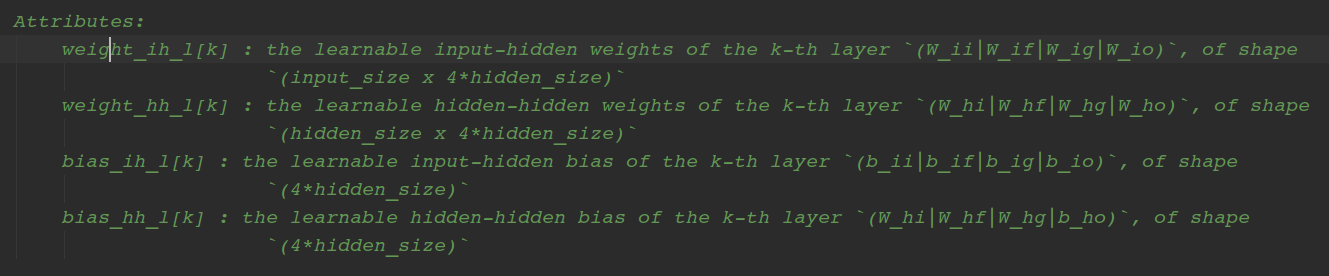 Attributes:
weight_ih_l[k] : the learnable input-hidden weights of the k-th layer `(W_ii|W_if|W_ig|W_io)`, of shape
`(input_size x 4*hidden_size)`
weight_hh_l[k] : the learnable hidden-hidden weights of the k-th layer `(W_hi|W_hf|W_hg|W_ho)`, of shape
`(hidden_size x 4*hidden_size)`
bias_ih_l[k] : the learnable input-hidden bias of the k-th layer `(b_ii|b_if|b_ig|b_io)`, of shape
`(4*hidden_size)`
bias_hh_l[k] : the learnable hidden-hidden bias of the k-th layer `(W_hi|W_hf|W_hg|b_ho)`, of shape
`(4*hidden_size)`